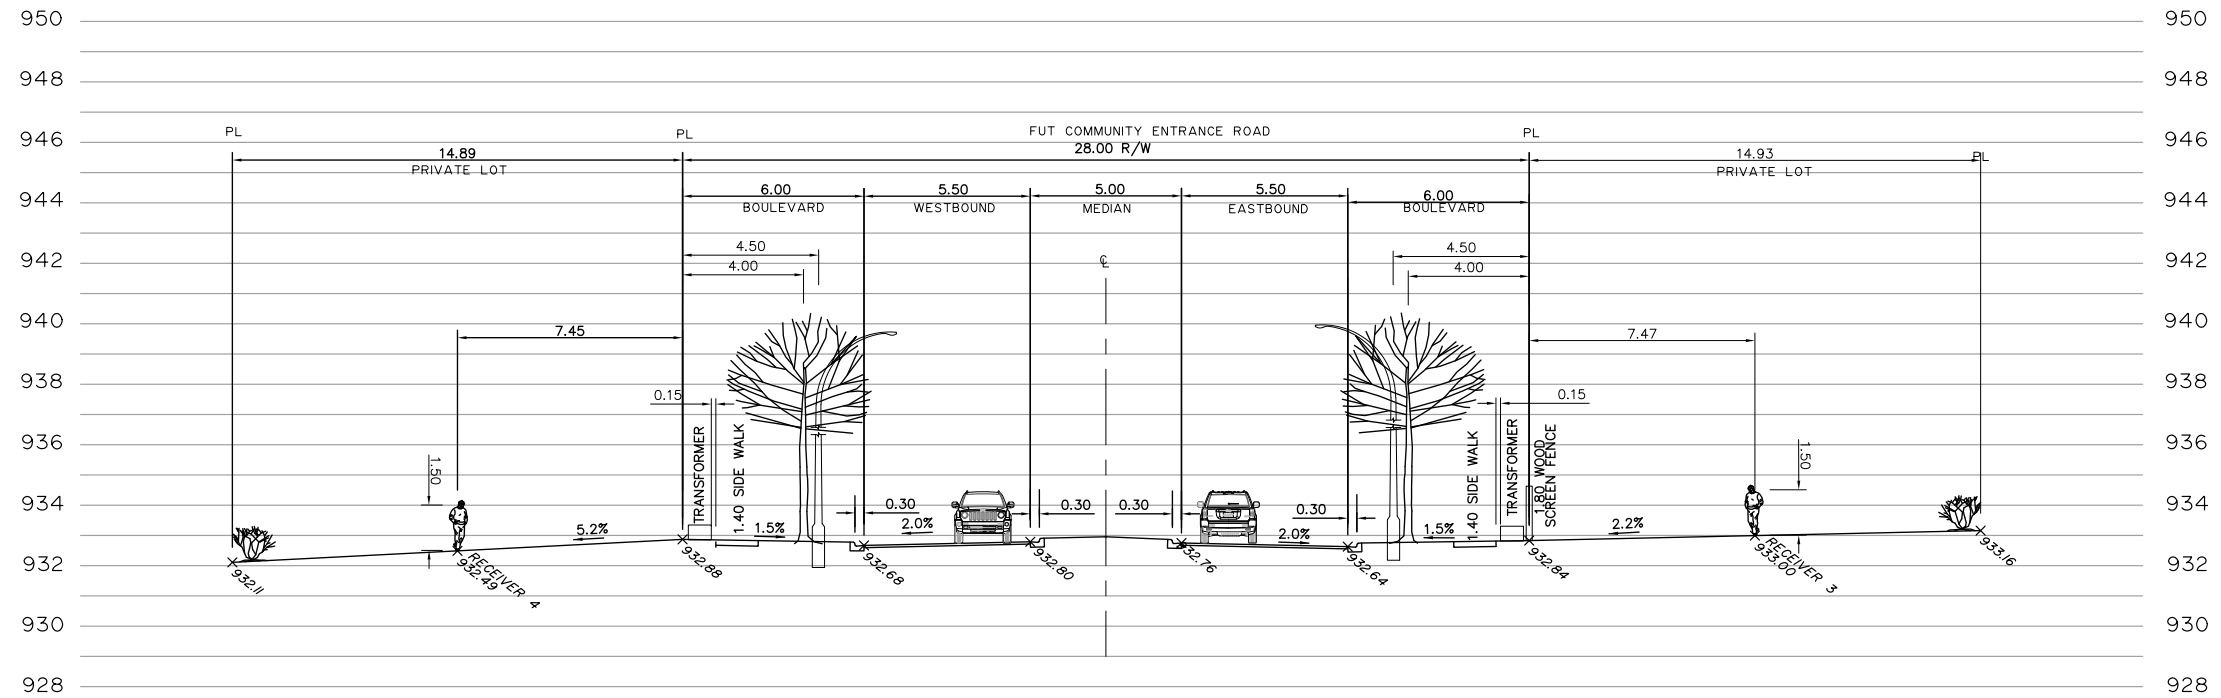 950
950
948
948
946
PL
PL
FUT COMMUNITY ENTRANCE ROAD
PL
946
14.89
28.00 R/W
14.93
PL
PRIVATE LOT
PRIVATE LOT
944
6.00
5.50
5.00
5.50
6.00
944
BOULEVARD
WESTBOUND
MEDIAN
EASTBOUND
BOULEVARD
4.50
4.50
942
4.00
℄
4.00
942
940
7.45
7.47
940
938
0.15
0.15
938
936
1.50
TRANSFORMER
1.40 SIDE WALK
1.40 SIDE WALK
TRANSFORMER
1.80 WOOD
SCREEN FENCE
1.50
936
934
0.30
0.30
0.30
0.30
934
5.2%
1.5%
2.0%
2.0%
1.5%
2.2%
932
932.11
RECEIVER 4
932.49
932.88
932.68
932.80
932.76
932.64
932.84
RECEIVER 3
933.00
933.16
932
930
930
928
928